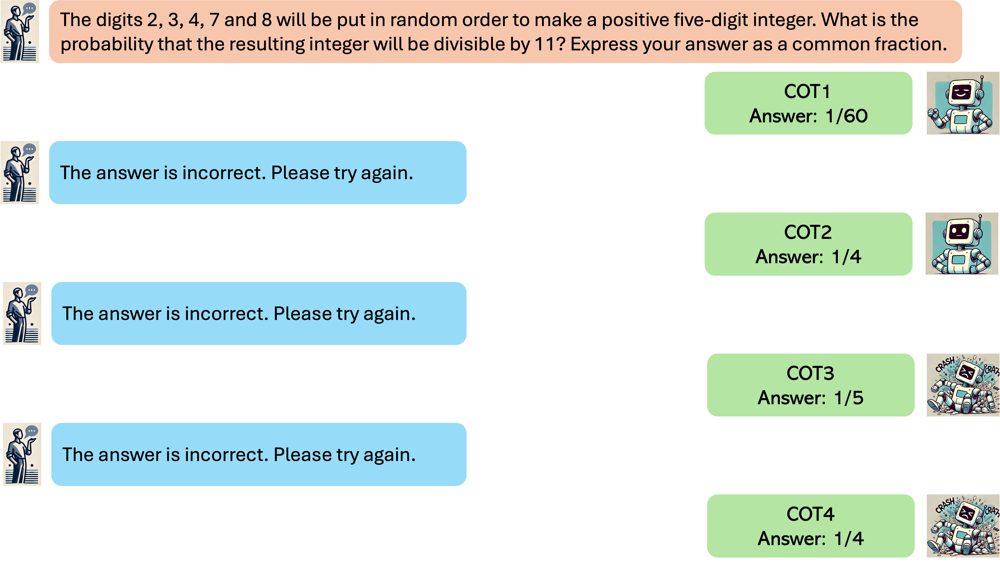 The digits 2, 3, 4, 7 and 8 will be put in random order to make a positive five-digit integer. What is the
probability that the resulting integer will be divisible by 11? Express your answer as a common fraction.
COT1
Answer: 1/60
The answer is incorrect. Please try again.
COT2
Answer: 1/4
The answer is incorrect. Please try again.
COT3
Answer: 1/5
CRASH
The answer is incorrect. Please try again.
COT4
Answer: 1/4
CRASH